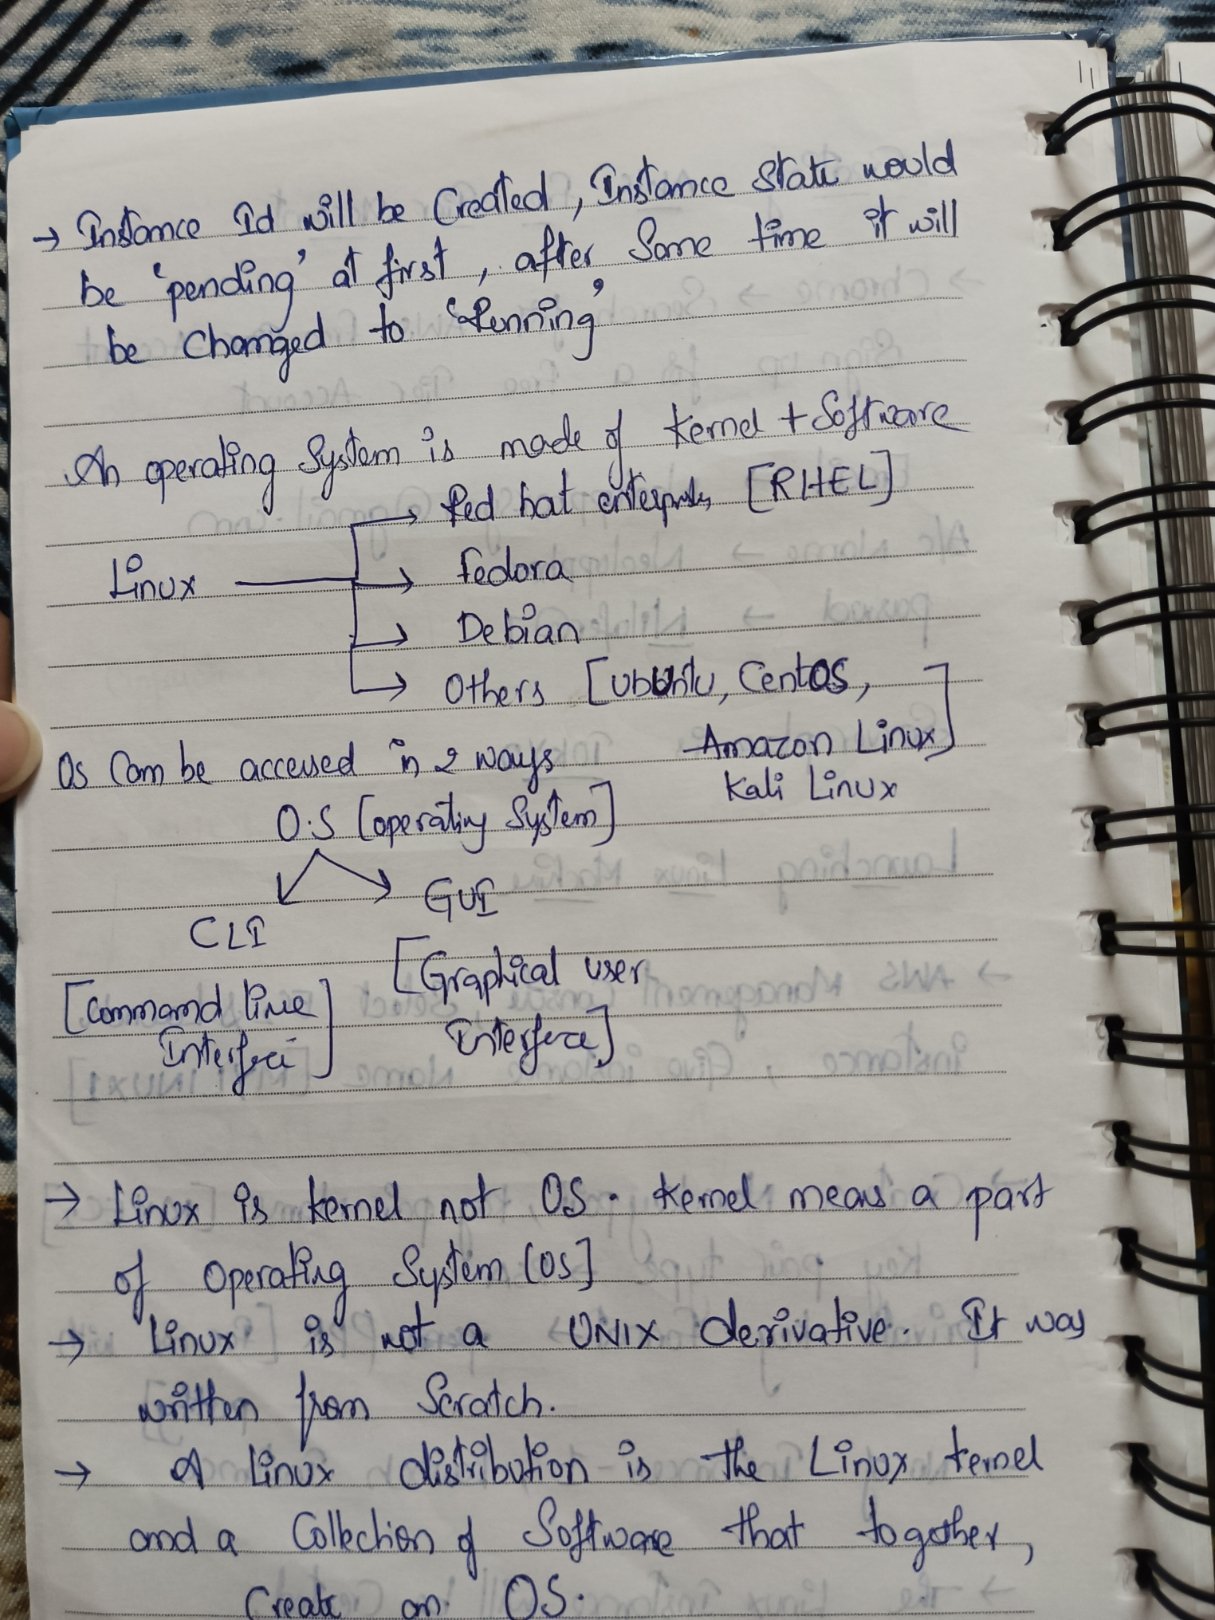 → Instance Id will be Created, Instance State would
be 'pending' at first, after Some time it will
be Changed to 'Running'
An operating System is made of Kernel + Software
Linux
→ Red hat enterprise [RHEL]
→ Fedora
→ Debian
→ Others [Ubuntu, CentOS,
Amazon Linux]
Kali Linux
OS Can be accessed in 2 ways
O.S [operating System]
CLI
GUI
[Command line
Interface]
[Graphical user
Interface]
→ Linux is kernel not OS. Kernel means a part
of Operating System [OS]
→ Linux is not a UNIX derivative. It was
written from Scratch.
→ A Linux distribution is the Linux kernel
and a Collection of Software that together,
Create an OS.